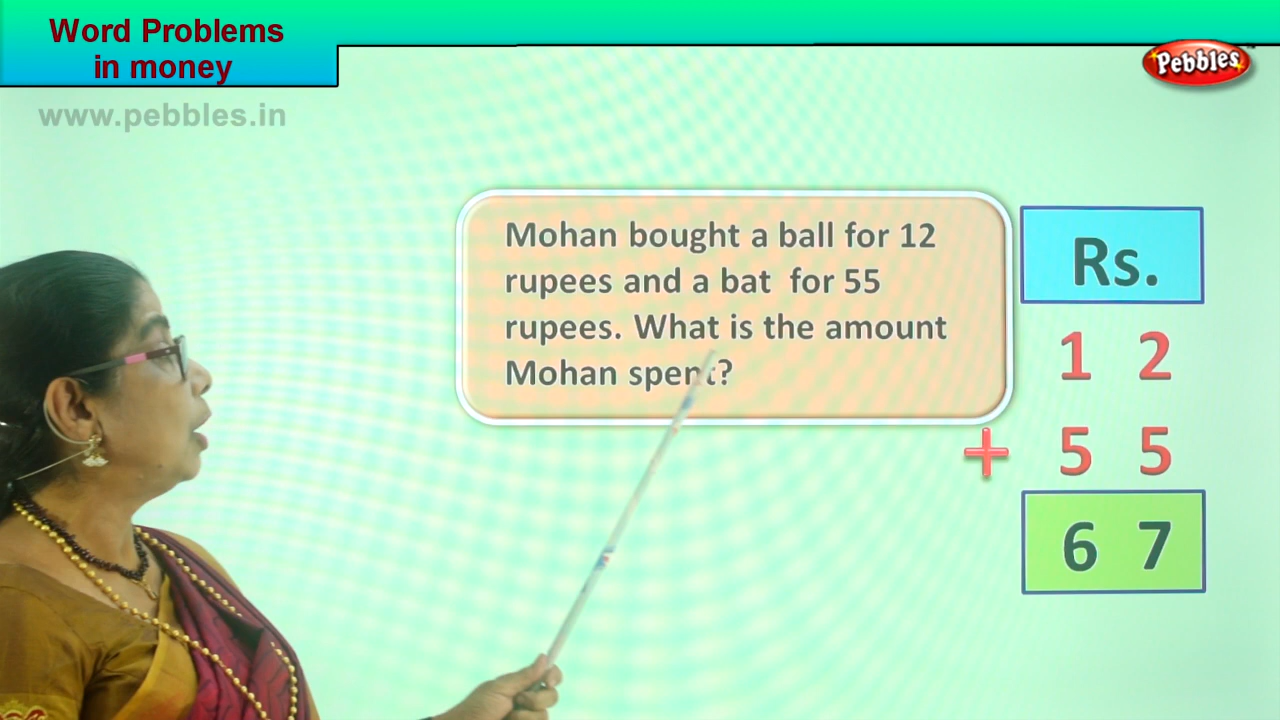 Word Problems
in money
Pebbles
www.pebbles.in
Mohan bought a ball for 12
rupees and a bat for 55
rupees. What is the amount
Mohan spent?
Rs.
1 2
+ 5 5
6 7